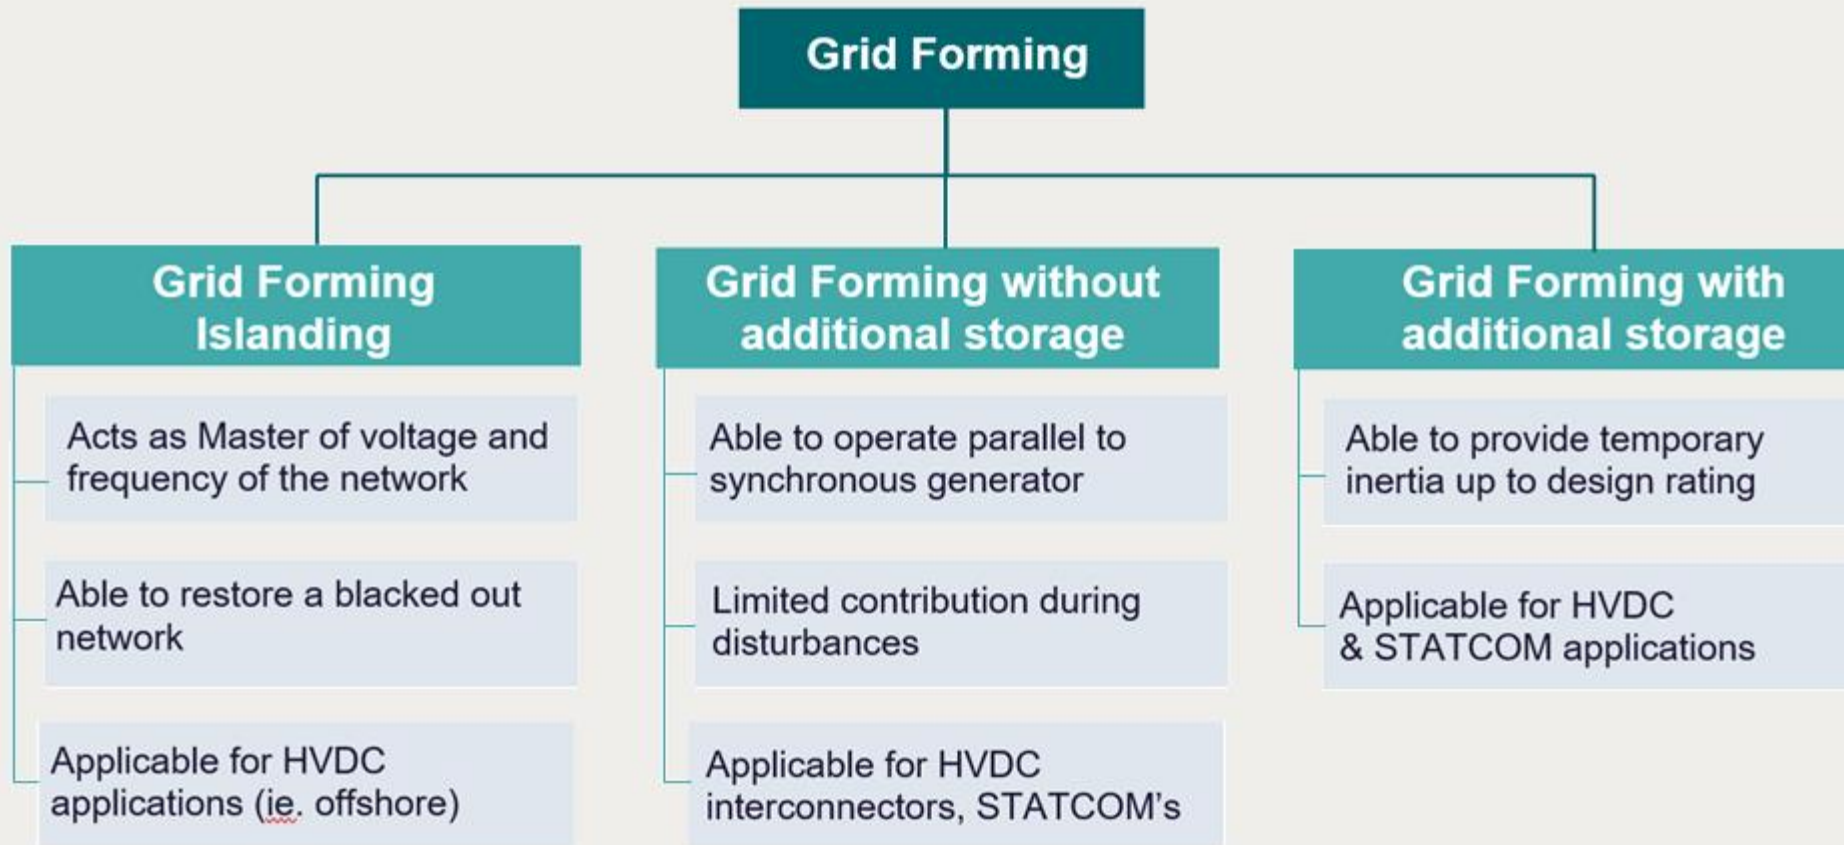 Grid Forming
Grid Forming
Islanding
Acts as Master of voltage and
frequency of the network
Able to restore a blacked out
network
Applicable for HVDC
applications (ie. offshore)
Grid Forming without
additional storage
Able to operate parallel to
synchronous generator
Limited contribution during
disturbances
Applicable for HVDC
interconnectors, STATCOM's
Grid Forming with
additional storage
Able to provide temporary
inertia up to design rating
Applicable for HVDC
& STATCOM applications